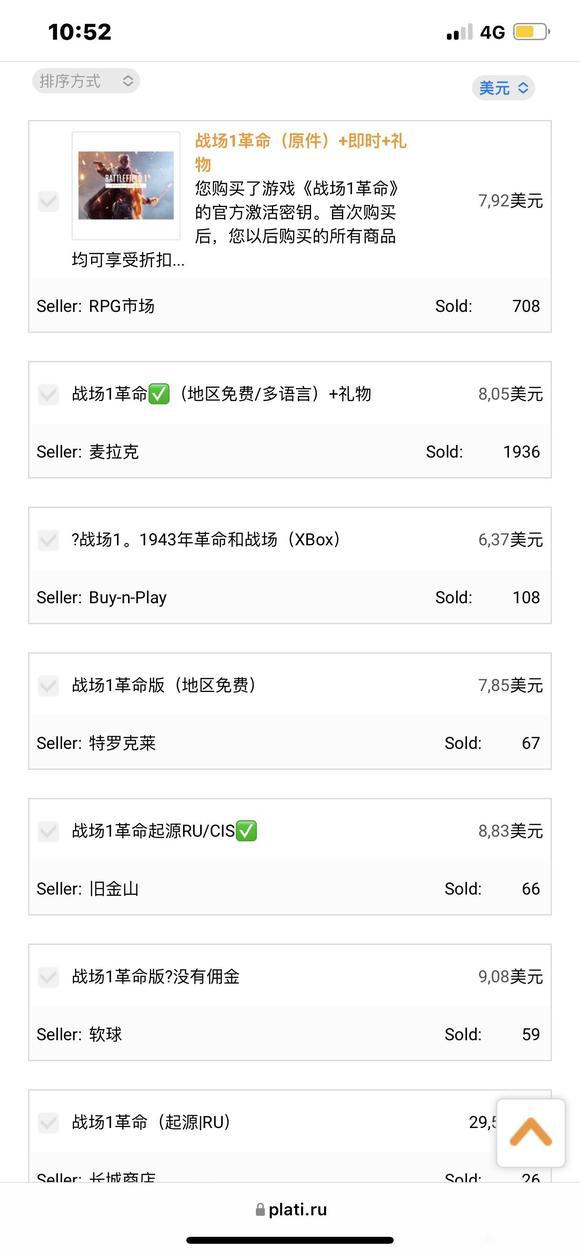 10:52
4G
排序方式
美元
战场1革命（原件）+即时+礼
物
您购买了游戏《战场1革命》
的官方激活密钥。首次购买
后，您以后购买的所有商品
均可享受折扣...
7,92美元
BATTLEFIELD 1
Seller: RPG市场
Sold: 708
战场1革命✅（地区免费/多语言）+礼物
8,05美元
Seller: 麦拉克
Sold: 1936
?战场1。1943年革命和战场（XBox）
6,37美元
Seller: Buy-n-Play
Sold: 108
战场1革命版（地区免费）
7,85美元
Seller: 特罗克莱
Sold: 67
战场1革命起源RU/CIS✅
8,83美元
Seller: 旧金山
Sold: 66
战场1革命版?没有佣金
9,08美元
Seller: 软球
Sold: 59
战场1革命（起源|RU）
29,5
Seller: 长城商店
Sold: 26
plati.ru